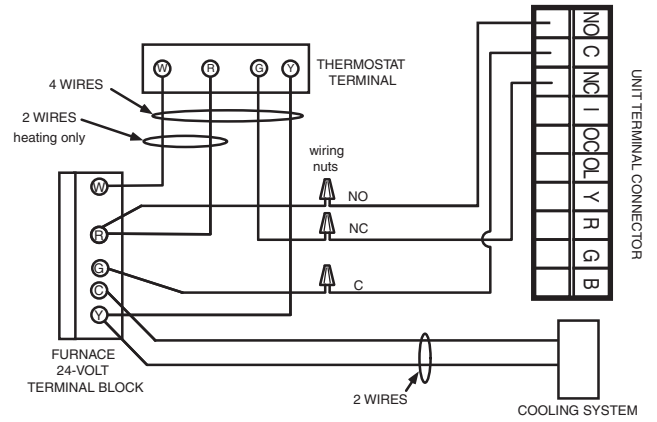 THERMOSTAT
TERMINAL
W
R
G
Y
4 WIRES
2 WIRES
heating only
wiring
nuts
NO
NC
C
W
R
G
C
Y
FURNACE
24-VOLT
TERMINAL BLOCK
2 WIRES
COOLING SYSTEM
NO
C
NC
I
OC
OL
Y
R
G
B
UNIT TERMINAL CONNECTOR